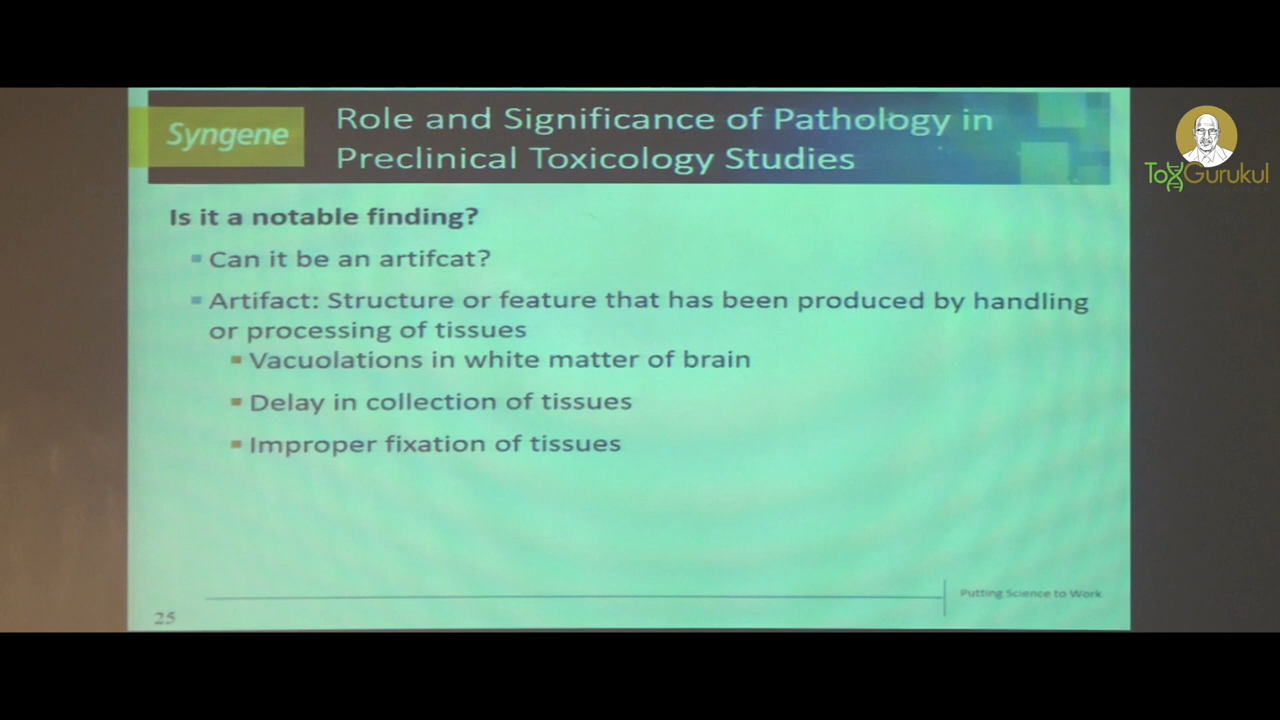 Syngene
Role and Significance of Pathology in
Preclinical Toxicology Studies
ToxGurukul
Is it a notable finding?
Can it be an artifcat?
Artifact: Structure or feature that has been produced by handling
or processing of tissues
Vacuolations in white matter of brain
Delay in collection of tissues
Improper fixation of tissues
Putting Science to Work
25